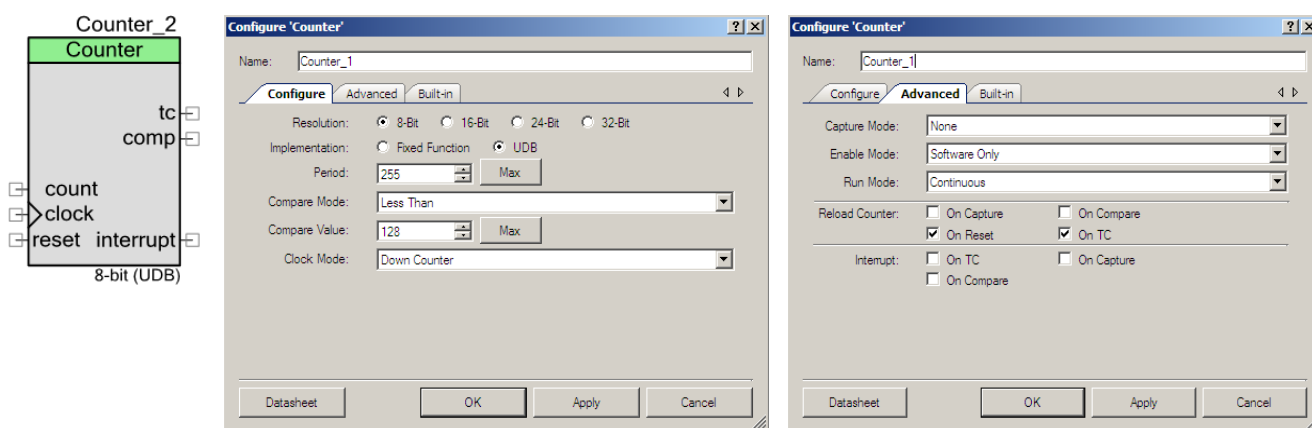 Counter_2
Counter
tc
comp
count
clock
reset interrupt
8-bit (UDB)
Configure 'Counter'
Name: Counter_1
Configure Advanced Built-in
Resolution: 8-Bit 16-Bit 24-Bit 32-Bit
Implementation: Fixed Function UDB
Period: 255 Max
Compare Mode: Less Than
Compare Value: 128 Max
Clock Mode: Down Counter
Datasheet OK Apply Cancel
Configure 'Counter'
Name: Counter_1
Configure Advanced Built-in
Capture Mode: None
Enable Mode: Software Only
Run Mode: Continuous
Reload Counter: On Capture On Compare
On Reset On TC
Interrupt: On TC On Capture
On Compare
Datasheet OK Apply Cancel